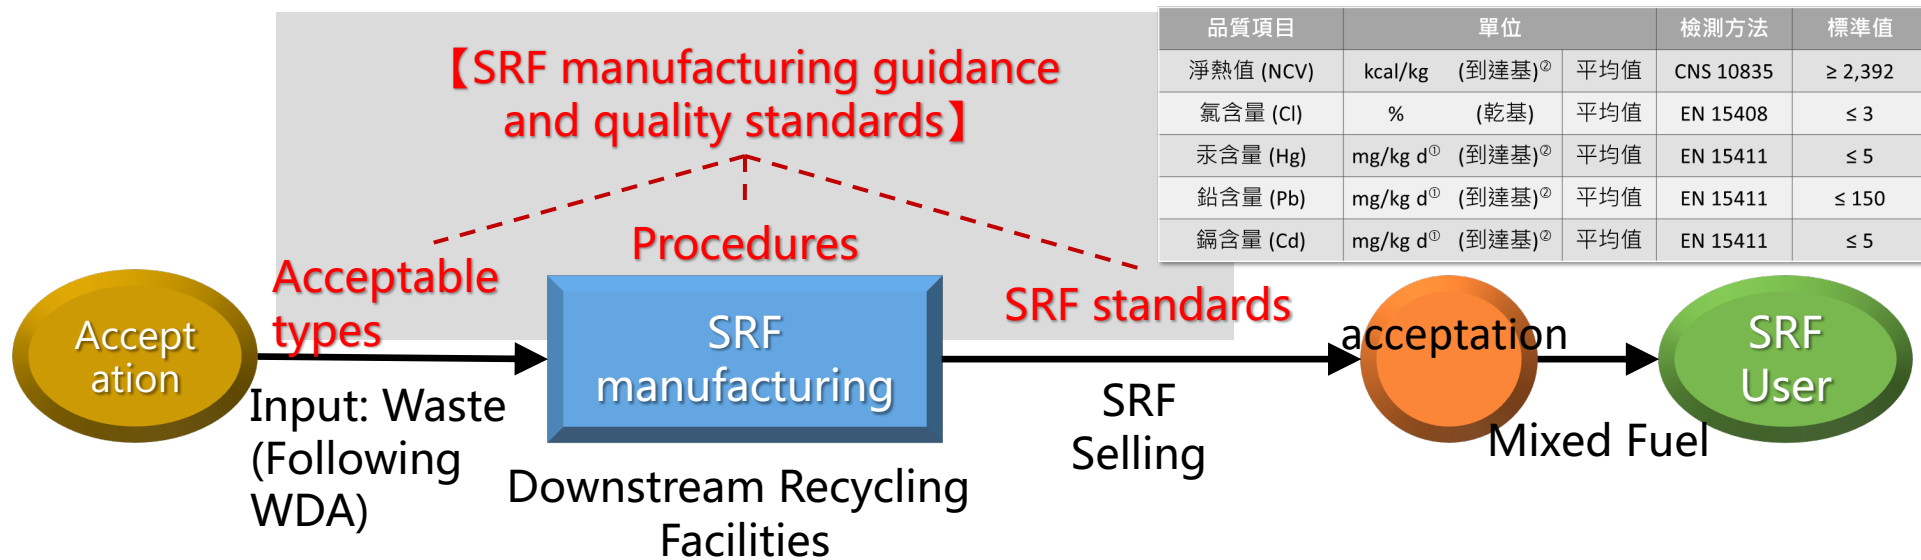 【SRF manufacturing guidance
and quality standards】
品質項目 單位 檢測方法 標準值
淨熱值 (NCV) kcal/kg (到達基)② 平均值 CNS 10835 ≥ 2,392
氯含量 (Cl) % (乾基) 平均值 EN 15408 ≤ 3
汞含量 (Hg) mg/kg d① (到達基)② 平均值 EN 15411 ≤ 5
鉛含量 (Pb) mg/kg d① (到達基)② 平均值 EN 15411 ≤ 150
鎘含量 (Cd) mg/kg d① (到達基)② 平均值 EN 15411 ≤ 5
Acceptable
types
Procedures
SRF standards
Accept
ation
SRF
manufacturing
acceptation
SRF
User
Input: Waste
(Following
WDA)
Downstream Recycling
Facilities
SRF
Selling
Mixed Fuel